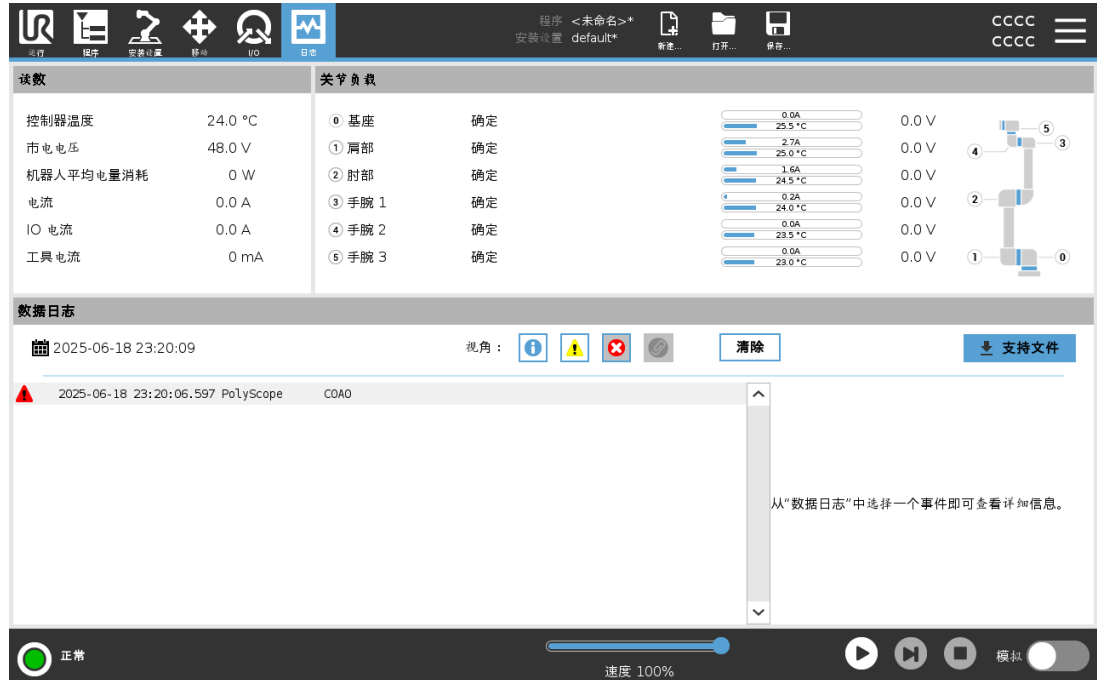 程序 <未命名>*
安装设置 default*
CCCC
CCCC
运行 程序 安装设置 移动 I/O 日志 新建... 打开... 保存...
读数
关节负载
控制器温度 24.0 °C
市电电压 48.0 V
机器人平均电量消耗 0 W
电流 0.0 A
IO 电流 0.0 A
工具电流 0 mA
0 基座 确定 0.0A 25.5 °C 0.0 V
1 肩部 确定 2.7A 25.0 °C 0.0 V
2 肘部 确定 1.6A 24.5 °C 0.0 V
3 手腕 1 确定 0.2A 24.0 °C 0.0 V
4 手腕 2 确定 0.0A 23.5 °C 0.0 V
5 手腕 3 确定 0.0A 23.0 °C 0.0 V
5
4 3
2
1 0
数据日志
2025-06-18 23:20:09 视角： 清除 支持文件
2025-06-18 23:20:06.597 PolyScope C0A0
从“数据日志”中选择一个事件即可查看详细信息。
正常
速度 100%
模拟